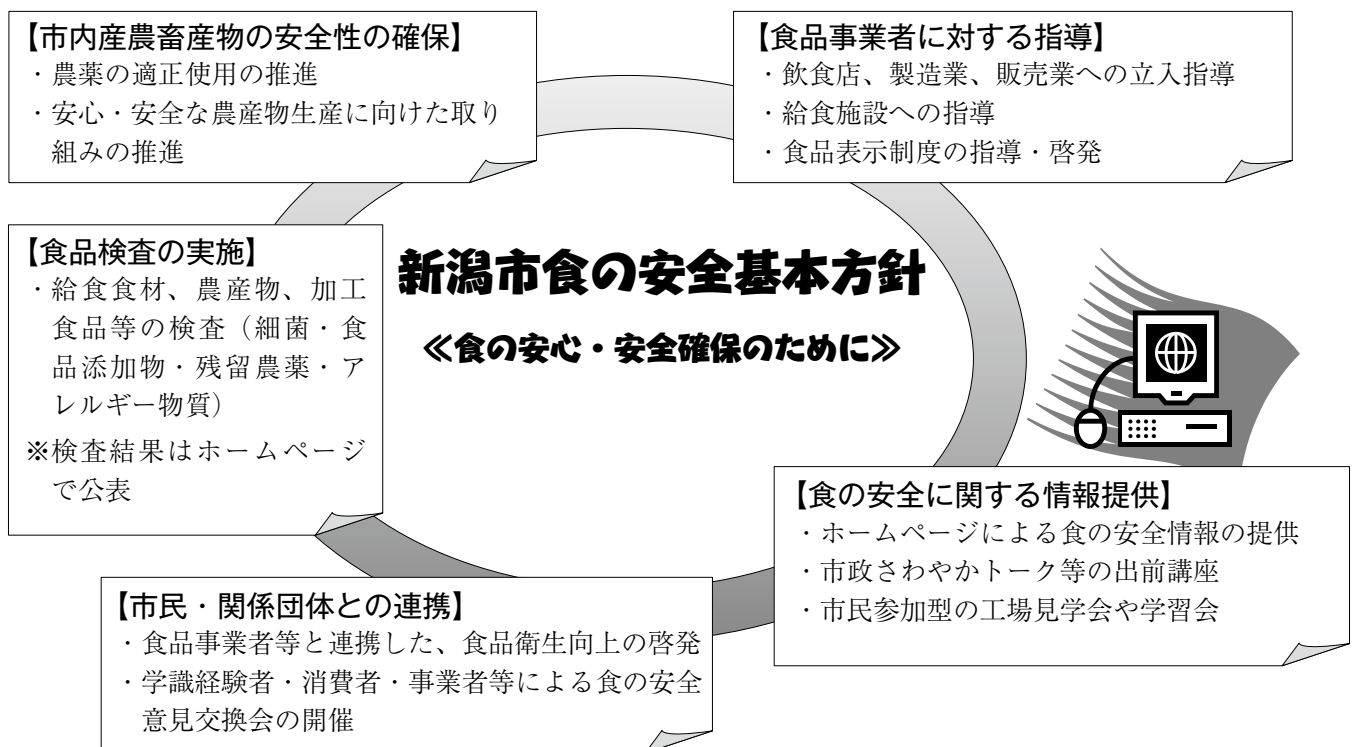 【市内産農畜産物の安全性の確保】
・農薬の適正使用の推進
・安心・安全な農産物生産に向けた取り
組みの推進
【食品事業者に対する指導】
・飲食店、製造業、販売業への立入指導
・給食施設への指導
・食品表示制度の指導・啓発
【食品検査の実施】
・給食食材、農産物、加工
食品等の検査（細菌・食
品添加物・残留農薬・ア
レルギー物質）
※検査結果はホームページ
で公表
新潟市食の安全基本方針
≪食の安心・安全確保のために≫
【食の安全に関する情報提供】
・ホームページによる食の安全情報の提供
・市政さわやかトーク等の出前講座
・市民参加型の工場見学会や学習会
【市民・関係団体との連携】
・食品事業者等と連携した、食品衛生向上の啓発
・学識経験者・消費者・事業者等による食の安全
意見交換会の開催